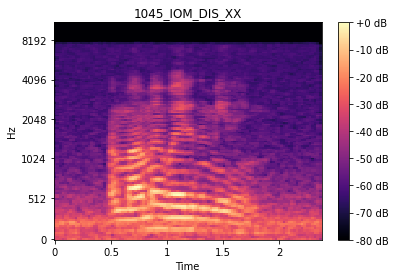 1045_IOM_DIS_XX
8192
4096
2048
1024
512
0
Hz
0 0.5 1 1.5 2
Time
+0 dB
-10 dB
-20 dB
-30 dB
-40 dB
-50 dB
-60 dB
-70 dB
-80 dB